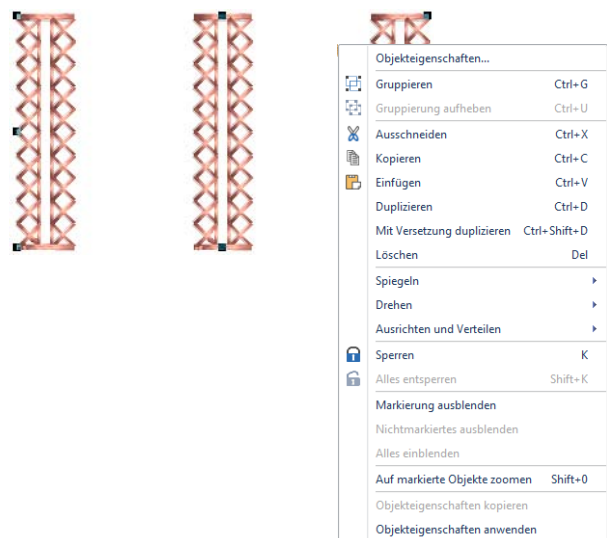 Objekteigenschaften...
Gruppieren Ctrl+G
Gruppierung aufheben Ctrl+U
Ausschneiden Ctrl+X
Kopieren Ctrl+C
Einfügen Ctrl+V
Duplizieren Ctrl+D
Mit Versetzung duplizieren Ctrl+Shift+D
Löschen Del
Spiegeln
Drehen
Ausrichten und Verteilen
Sperren K
Alles entsperren Shift+K
Markierung ausblenden
Nichtmarkiertes ausblenden
Alles einblenden
Auf markierte Objekte zoomen Shift+0
Objekteigenschaften kopieren
Objekteigenschaften anwenden